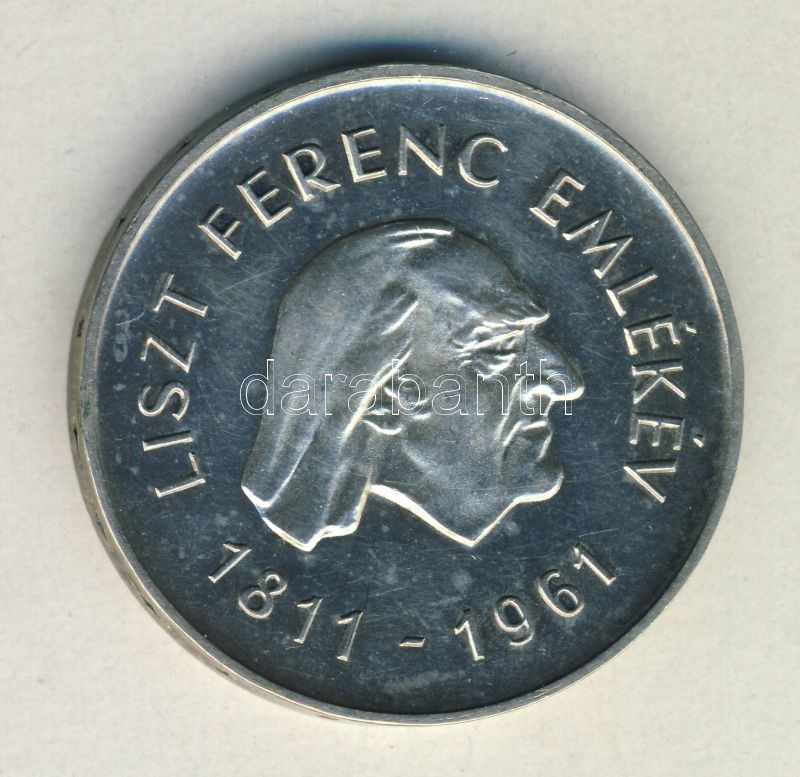 LISZT FERENC EMLÉKÉV
1811 - 1961
darabanth